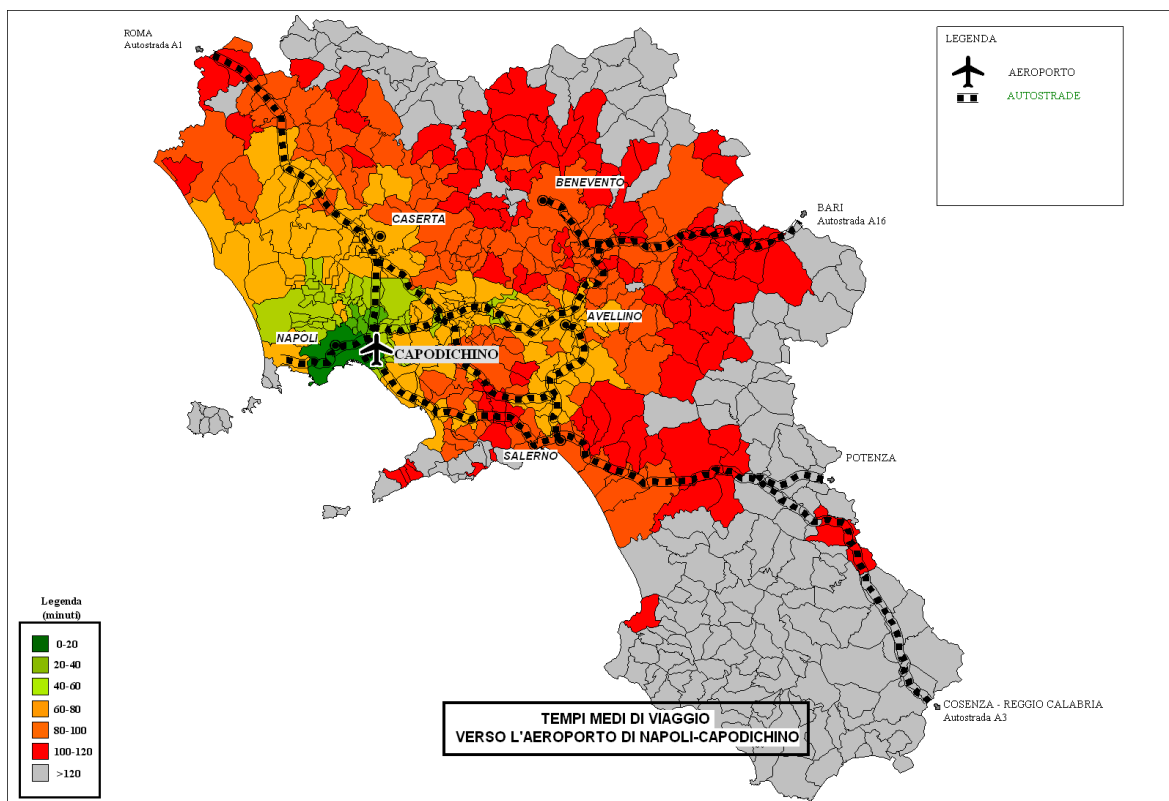 ROMA
Autostrada A1
LEGENDA
AEROPORTO
AUTOSTRADE
BENEVENTO
BARI
Autostrada A16
CASERTA
AVELLINO
NAPOLI
CAPODICHINO
SALERNO
POTENZA
Legenda
(minuti)
0-20
20-40
40-60
60-80
80-100
100-120
>120
COSENZA - REGGIO CALABRIA
Autostrada A3
TEMPI MEDI DI VIAGGIO
VERSO L'AEROPORTO DI NAPOLI-CAPODICHINO